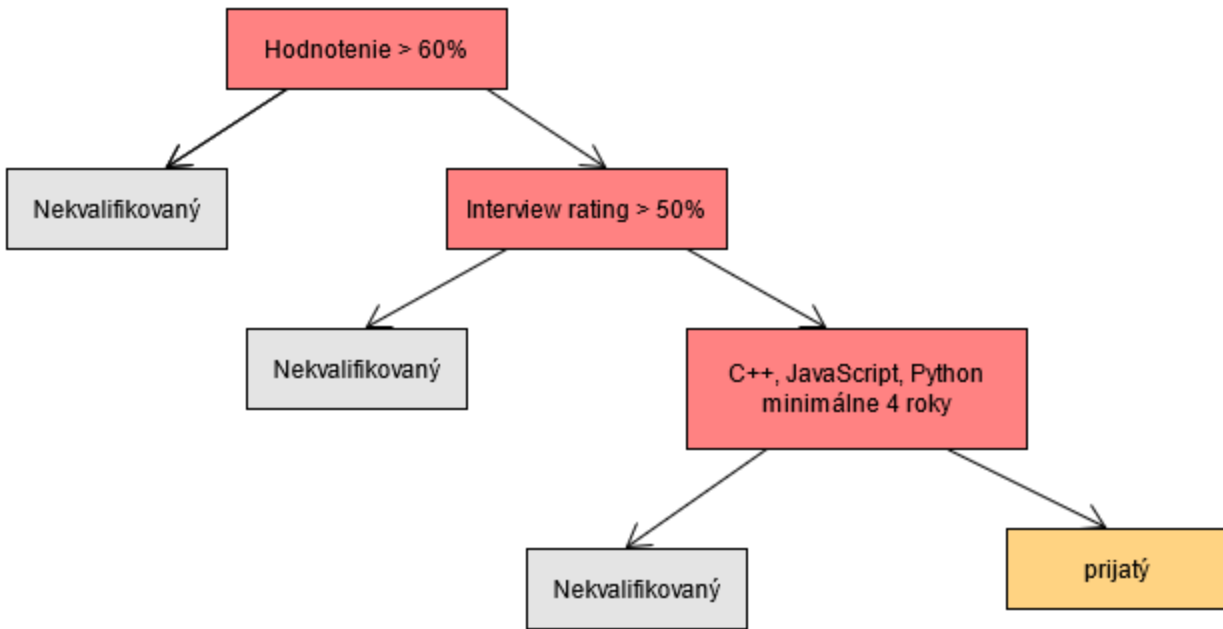 Hodnotenie > 60%
Nekvalifikovaný
Interview rating > 50%
Nekvalifikovaný
C++, JavaScript, Python
minimálne 4 roky
Nekvalifikovaný
prijatý